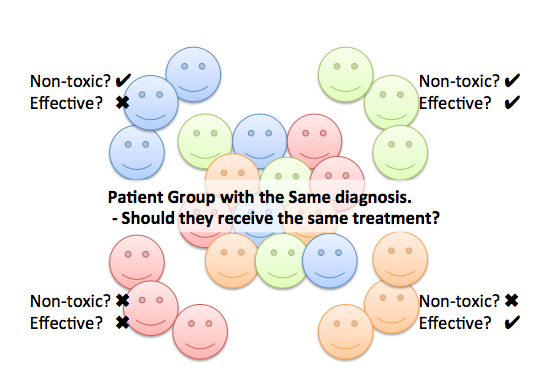 Non-toxic? ✔
Effective? ✖
Non-toxic? ✔
Effective? ✔
Patient Group with the Same diagnosis.
- Should they receive the same treatment?
Non-toxic? ✖
Effective? ✖
Non-toxic? ✖
Effective? ✔